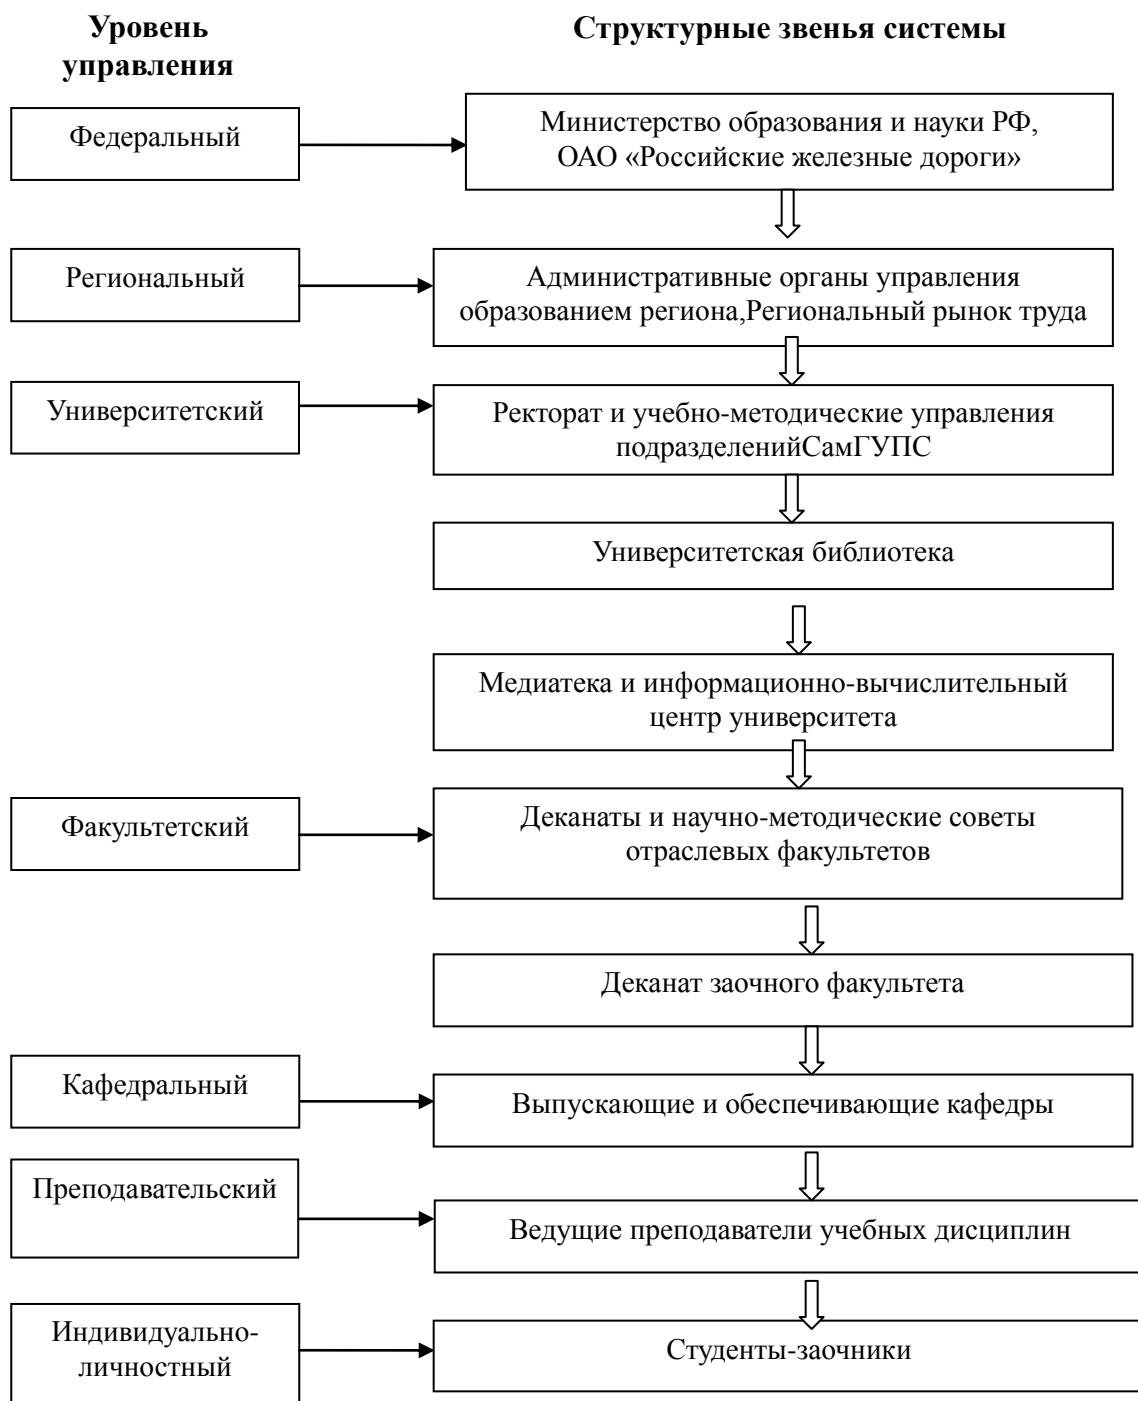 Уровень
управления
Структурные звенья системы
Федеральный
Министерство образования и науки РФ,
ОАО «Российские железные дороги»
Региональный
Административные органы управления
образованием региона,Региональный рынок труда
Университетский
Ректорат и учебно-методические управления
подразделенийСамГУПС
Университетская библиотека
Медиатека и информационно-вычислительный
центр университета
Факультетский
Деканаты и научно-методические советы
отраслевых факультетов
Деканат заочного факультета
Кафедральный
Выпускающие и обеспечивающие кафедры
Преподавательский
Ведущие преподаватели учебных дисциплин
Индивидуально-
личностный
Студенты-заочники